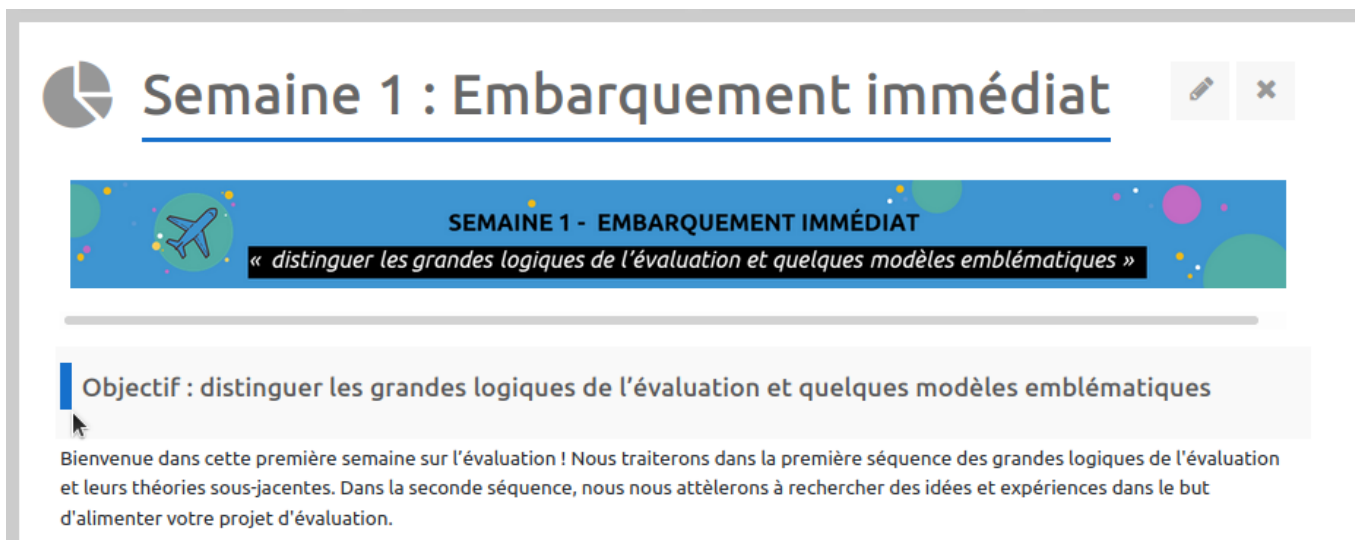 Semaine 1 : Embarquement immédiat
SEMAINE 1 - EMBARQUEMENT IMMÉDIAT
« distinguer les grandes logiques de l'évaluation et quelques modèles emblématiques »
Objectif : distinguer les grandes logiques de l'évaluation et quelques modèles emblématiques
Bienvenue dans cette première semaine sur l'évaluation ! Nous traiterons dans la première séquence des grandes logiques de l'évaluation
et leurs théories sous-jacentes. Dans la seconde séquence, nous nous attèlerons à rechercher des idées et expériences dans le but
d'alimenter votre projet d'évaluation.